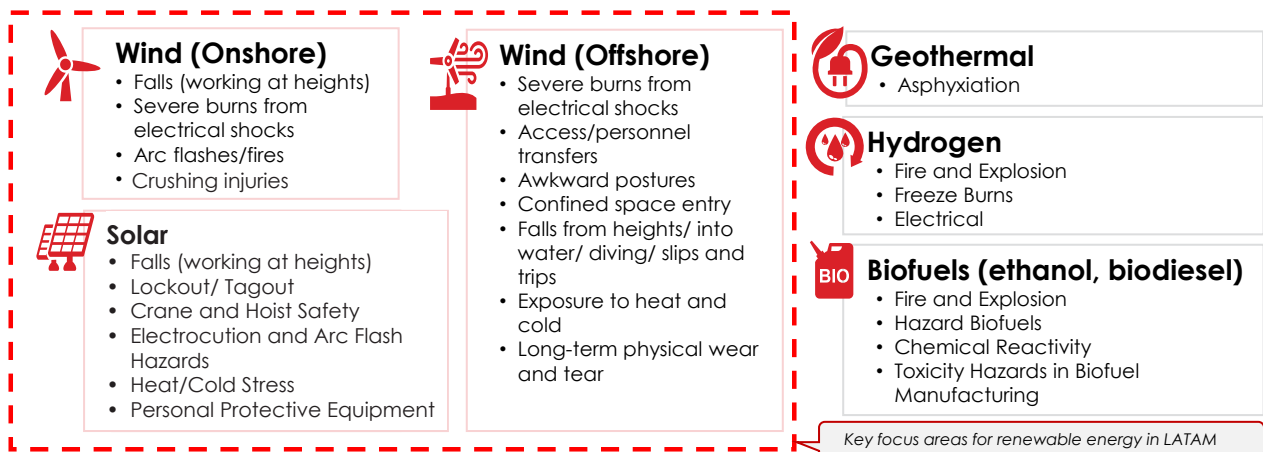 Wind (Onshore)
• Falls (working at heights)
• Severe burns from
electrical shocks
• Arc flashes/fires
• Crushing injuries
Solar
• Falls (working at heights)
• Lockout/ Tagout
• Crane and Hoist Safety
• Electrocution and Arc Flash
Hazards
• Heat/Cold Stress
• Personal Protective Equipment
Wind (Offshore)
• Severe burns from
electrical shocks
• Access/personnel
transfers
• Awkward postures
• Confined space entry
• Falls from heights/ into
water/ diving/ slips and
trips
• Exposure to heat and
cold
• Long-term physical wear
and tear
Geothermal
• Asphyxiation
Hydrogen
• Fire and Explosion
• Freeze Burns
• Electrical
BIO
Biofuels (ethanol, biodiesel)
• Fire and Explosion
• Hazard Biofuels
• Chemical Reactivity
• Toxicity Hazards in Biofuel
Manufacturing
Key focus areas for renewable energy in LATAM